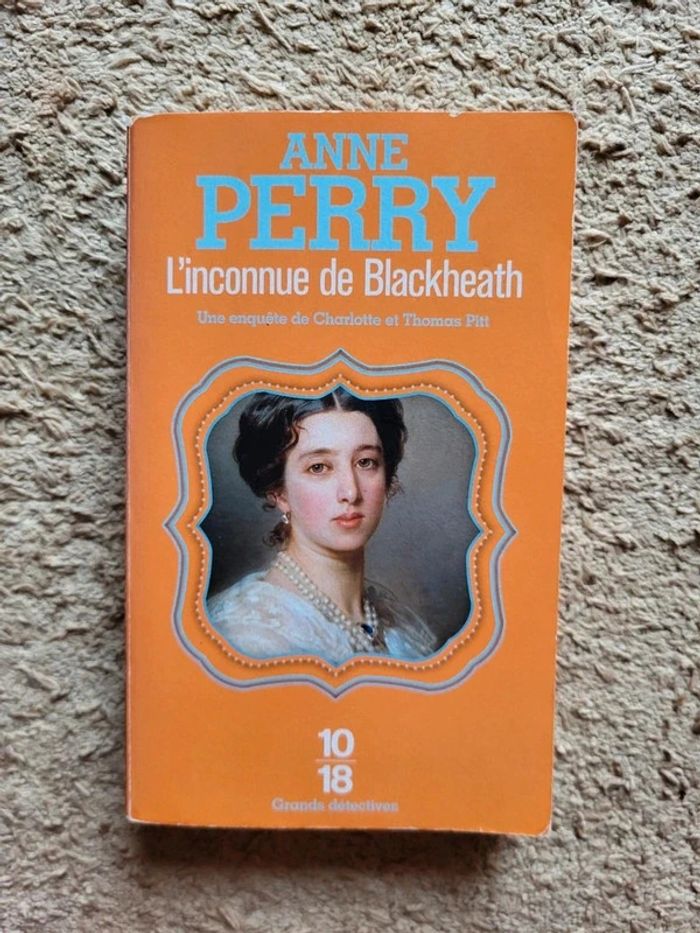 ANNE
PERRY
L'inconnue de Blackheath
Une enquête de Charlotte et Thomas Pitt
10
18
Grands détectives